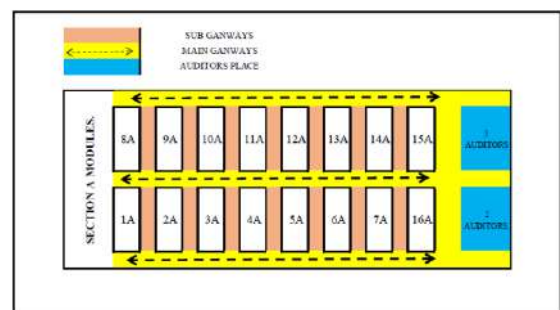 SUB GANWAYS
MAIN GANWAYS
AUDITORS PLACE
SECTION A MODULES.
8A 9A 10A 11A 12A 13A 14A 15A
AUDITORS
1A 2A 3A 4A 5A 6A 7A 16A
2
AUDITORS